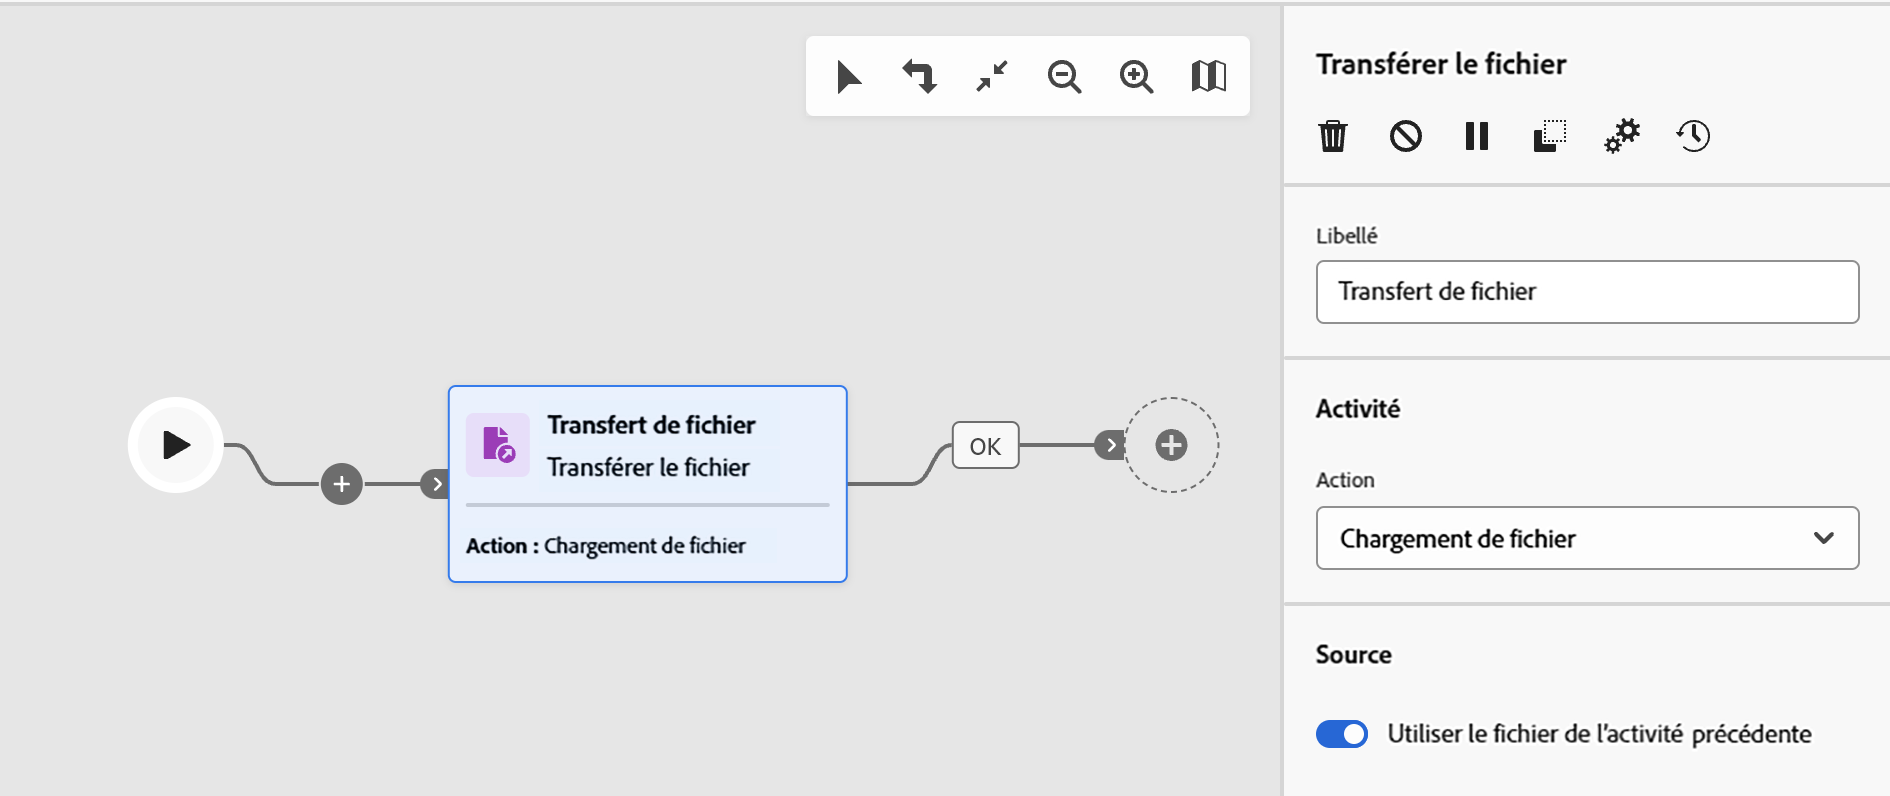 Transférer le fichier
Libellé
Transfert de fichier
Transfert de fichier
Transférer le fichier
Action : Chargement de fichier
OK
Activité
Action
Chargement de fichier
Source
Utiliser le fichier de l'activité précédente